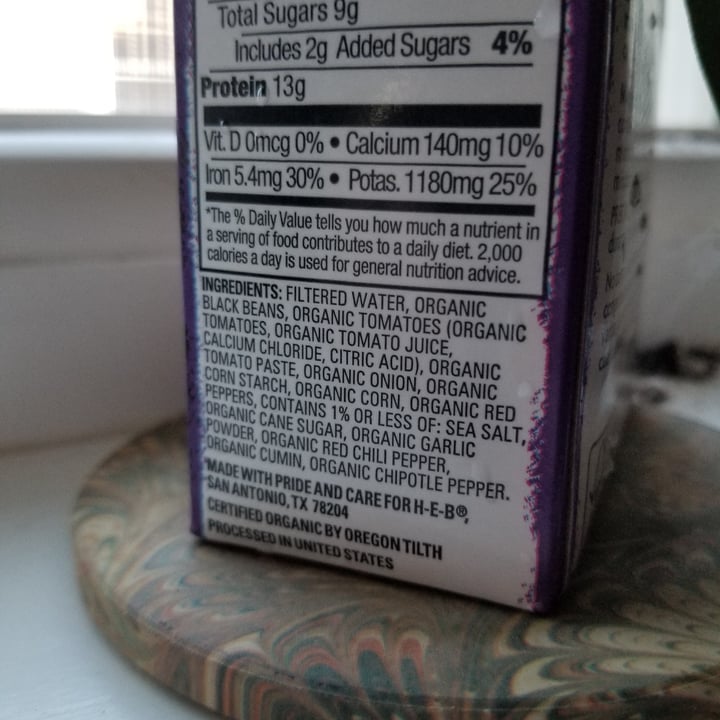 Total Sugars 9g
Includes 2g Added Sugars 4%
Protein 13g
Vit. D 0mcg 0% • Calcium 140mg 10%
Iron 5.4mg 30% • Potas. 1180mg 25%
*The % Daily Value tells you how much a nutrient in
a serving of food contributes to a daily diet. 2,000
calories a day is used for general nutrition advice.
INGREDIENTS: FILTERED WATER, ORGANIC
BLACK BEANS, ORGANIC TOMATOES (ORGANIC
TOMATOES, ORGANIC TOMATO JUICE,
CALCIUM CHLORIDE, CITRIC ACID), ORGANIC
TOMATO PASTE, ORGANIC ONION, ORGANIC
CORN STARCH, ORGANIC CORN, ORGANIC RED
PEPPERS, CONTAINS 1% OR LESS OF: SEA SALT,
ORGANIC CANE SUGAR, ORGANIC GARLIC
POWDER, ORGANIC RED CHILI PEPPER,
ORGANIC CUMIN, ORGANIC CHIPOTLE PEPPER.
MADE WITH PRIDE AND CARE FOR H-E-B®,
SAN ANTONIO, TX 78204
CERTIFIED ORGANIC BY OREGON TILTH
PROCESSED IN UNITED STATES